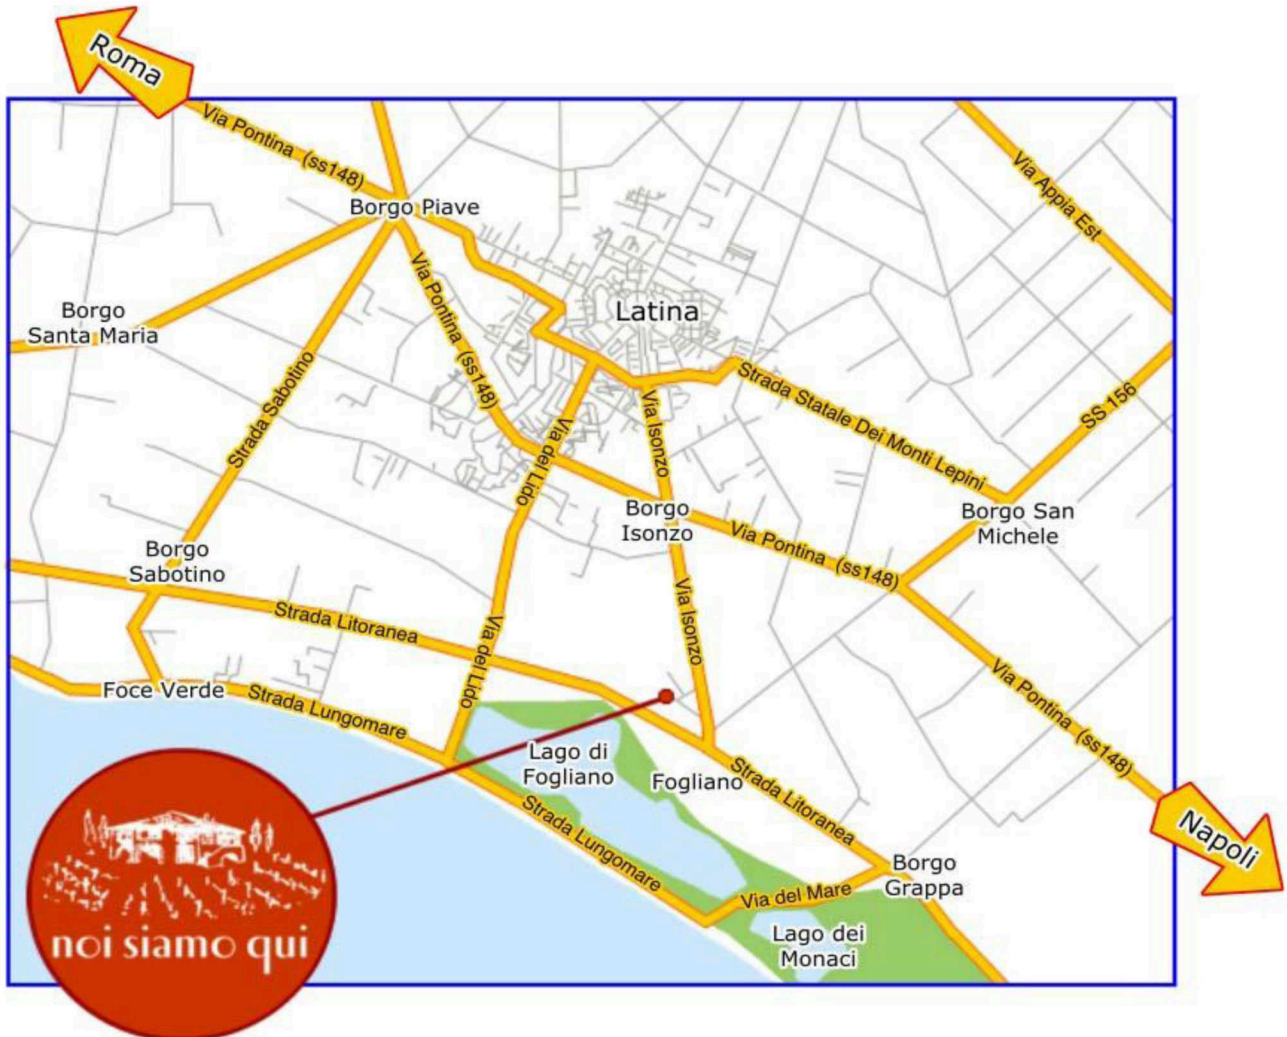 Roma
Via Pontina (ss148)
Via Appia Est
Borgo Piave
Via Pontina (ss148)
Borgo
Santa Maria
Latina
Strada Sabotino
Via del Lido
Via Isonzo
Strada Statale Dei Monti Lepini
SS 156
Borgo
Isonzo
Borgo San
Michele
Via Pontina (ss148)
Borgo
Sabotino
Strada Litoranea
Via del Lido
Via Isonzo
Via Pontina (ss148)
Foce Verde
Strada Lungomare
Lago di
Fogliano
Fogliano
Strada Litoranea
Strada Lungomare
Napoli
Borgo
Grappa
Via del Mare
Lago dei
Monaci
noi siamo qui